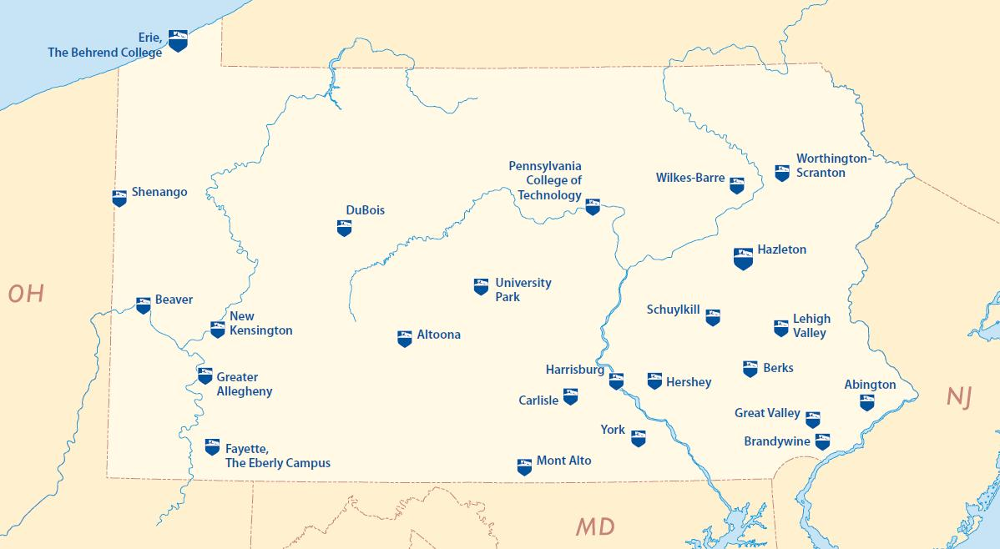 Erie,
The Behrend College
Worthington-
Scranton
Pennsylvania
College of
Technology
Wilkes-Barre
Shenango
DuBois
Hazleton
University
Park
OH
Beaver
Schuylkill
New
Kensington
Lehigh
Valley
Altoona
Harrisburg
Berks
Greater
Allegheny
Hershey
Abington
Carlisle
NJ
Great Valley
York
Brandywine
Fayette,
The Eberly Campus
Mont Alto
MD